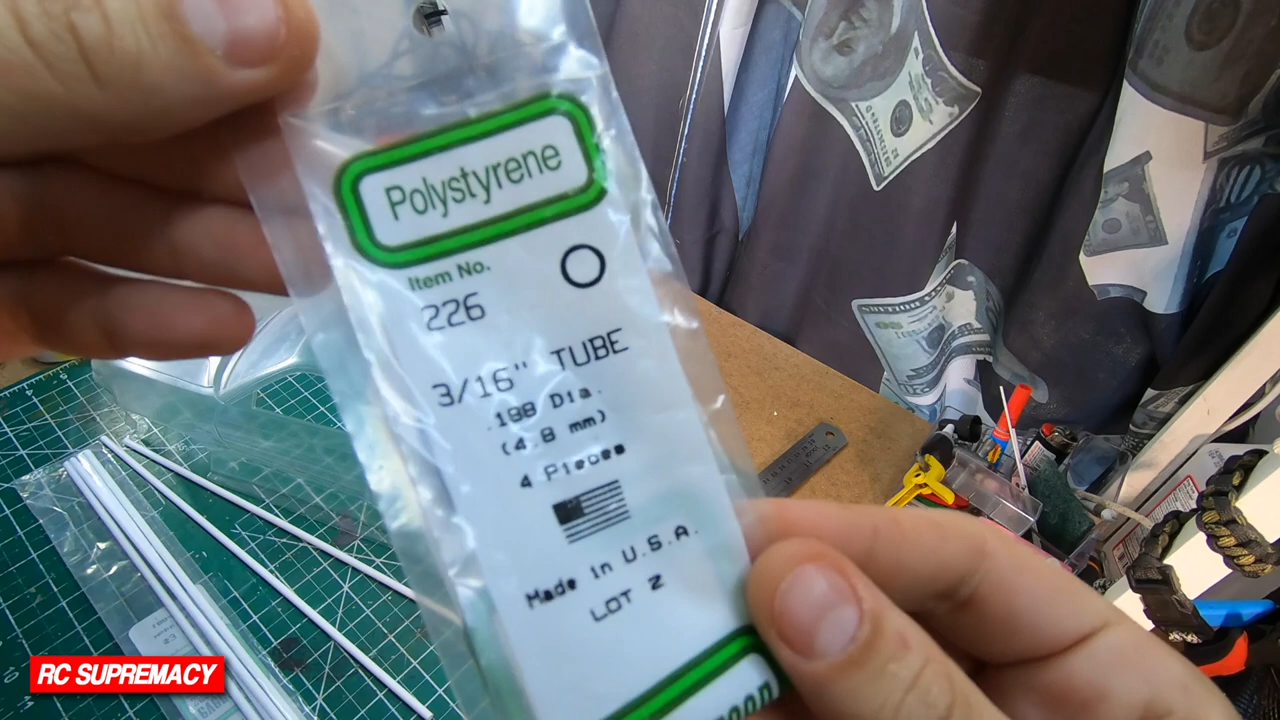 Polystyrene
Item No.
226
3/16" TUBE
.188 Dia.
(4.8 mm)
4 Pieces
Made in U.S.A.
LOT 2
RC SUPREMACY